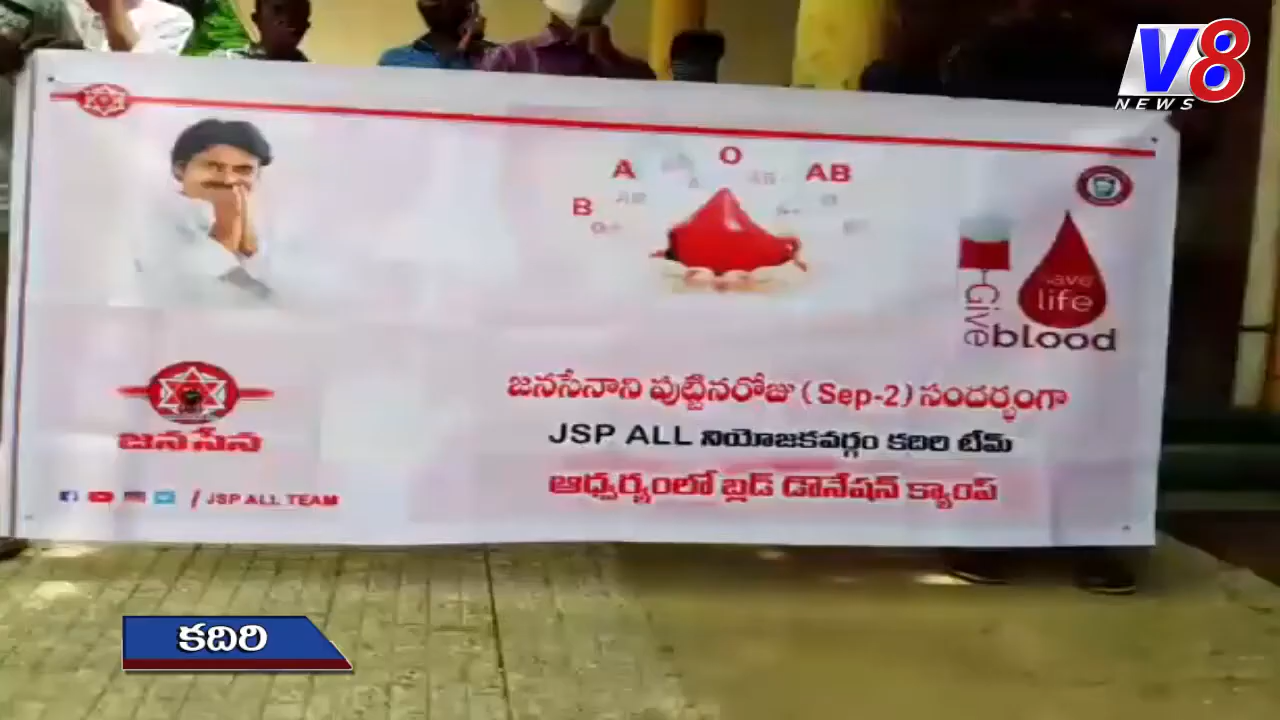 V8
NEWS
A
O
AB
B
save
life
Give
blood
జనసేనాని పుట్టినరోజు (Sep-2) సందర్భంగా
JSP ALL నియోజకవర్గం కదిరి టీమ్
ఆధ్వర్యంలో బ్లడ్ డొనేషన్ క్యాంప్
జనసేన
/ JSP ALL TEAM
కదిరి